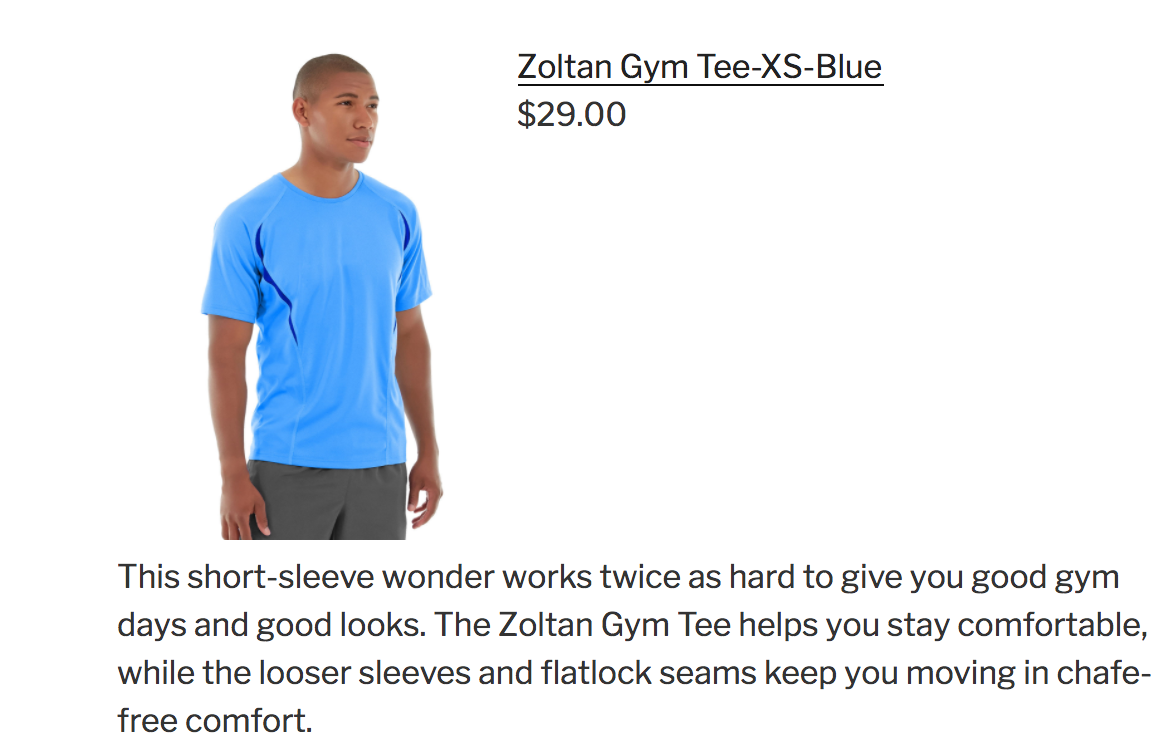 Zoltan Gym Tee-XS-Blue
$29.00
This short-sleeve wonder works twice as hard to give you good gym
days and good looks. The Zoltan Gym Tee helps you stay comfortable,
while the looser sleeves and flatlock seams keep you moving in chafe-
free comfort.